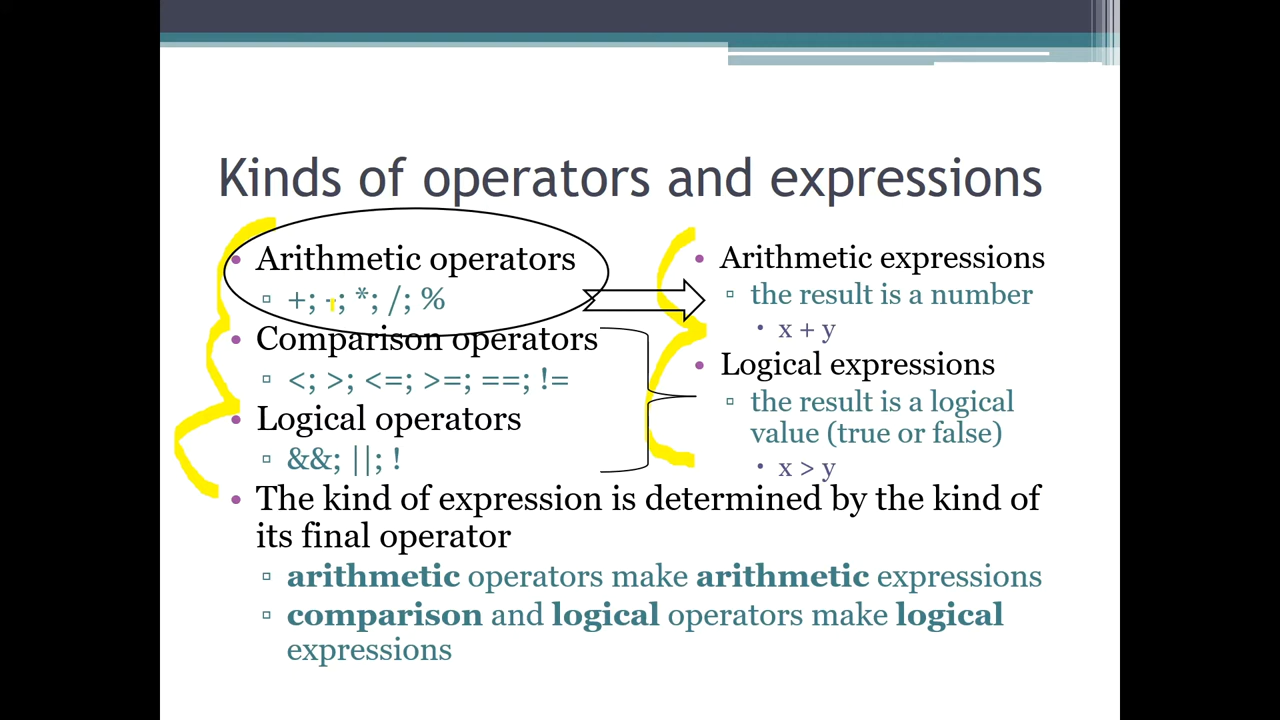 Kinds of operators and expressions
• Arithmetic operators
▫ +; -; *; /; %
• Comparison operators
▫ <; >; <=; >=; ==; !=
• Logical operators
▫ &&; ||; !
• Arithmetic expressions
▫ the result is a number
• x + y
• Logical expressions
▫ the result is a logical
value (true or false)
• x > y
• The kind of expression is determined by the kind of
its final operator
▫ arithmetic operators make arithmetic expressions
▫ comparison and logical operators make logical
expressions